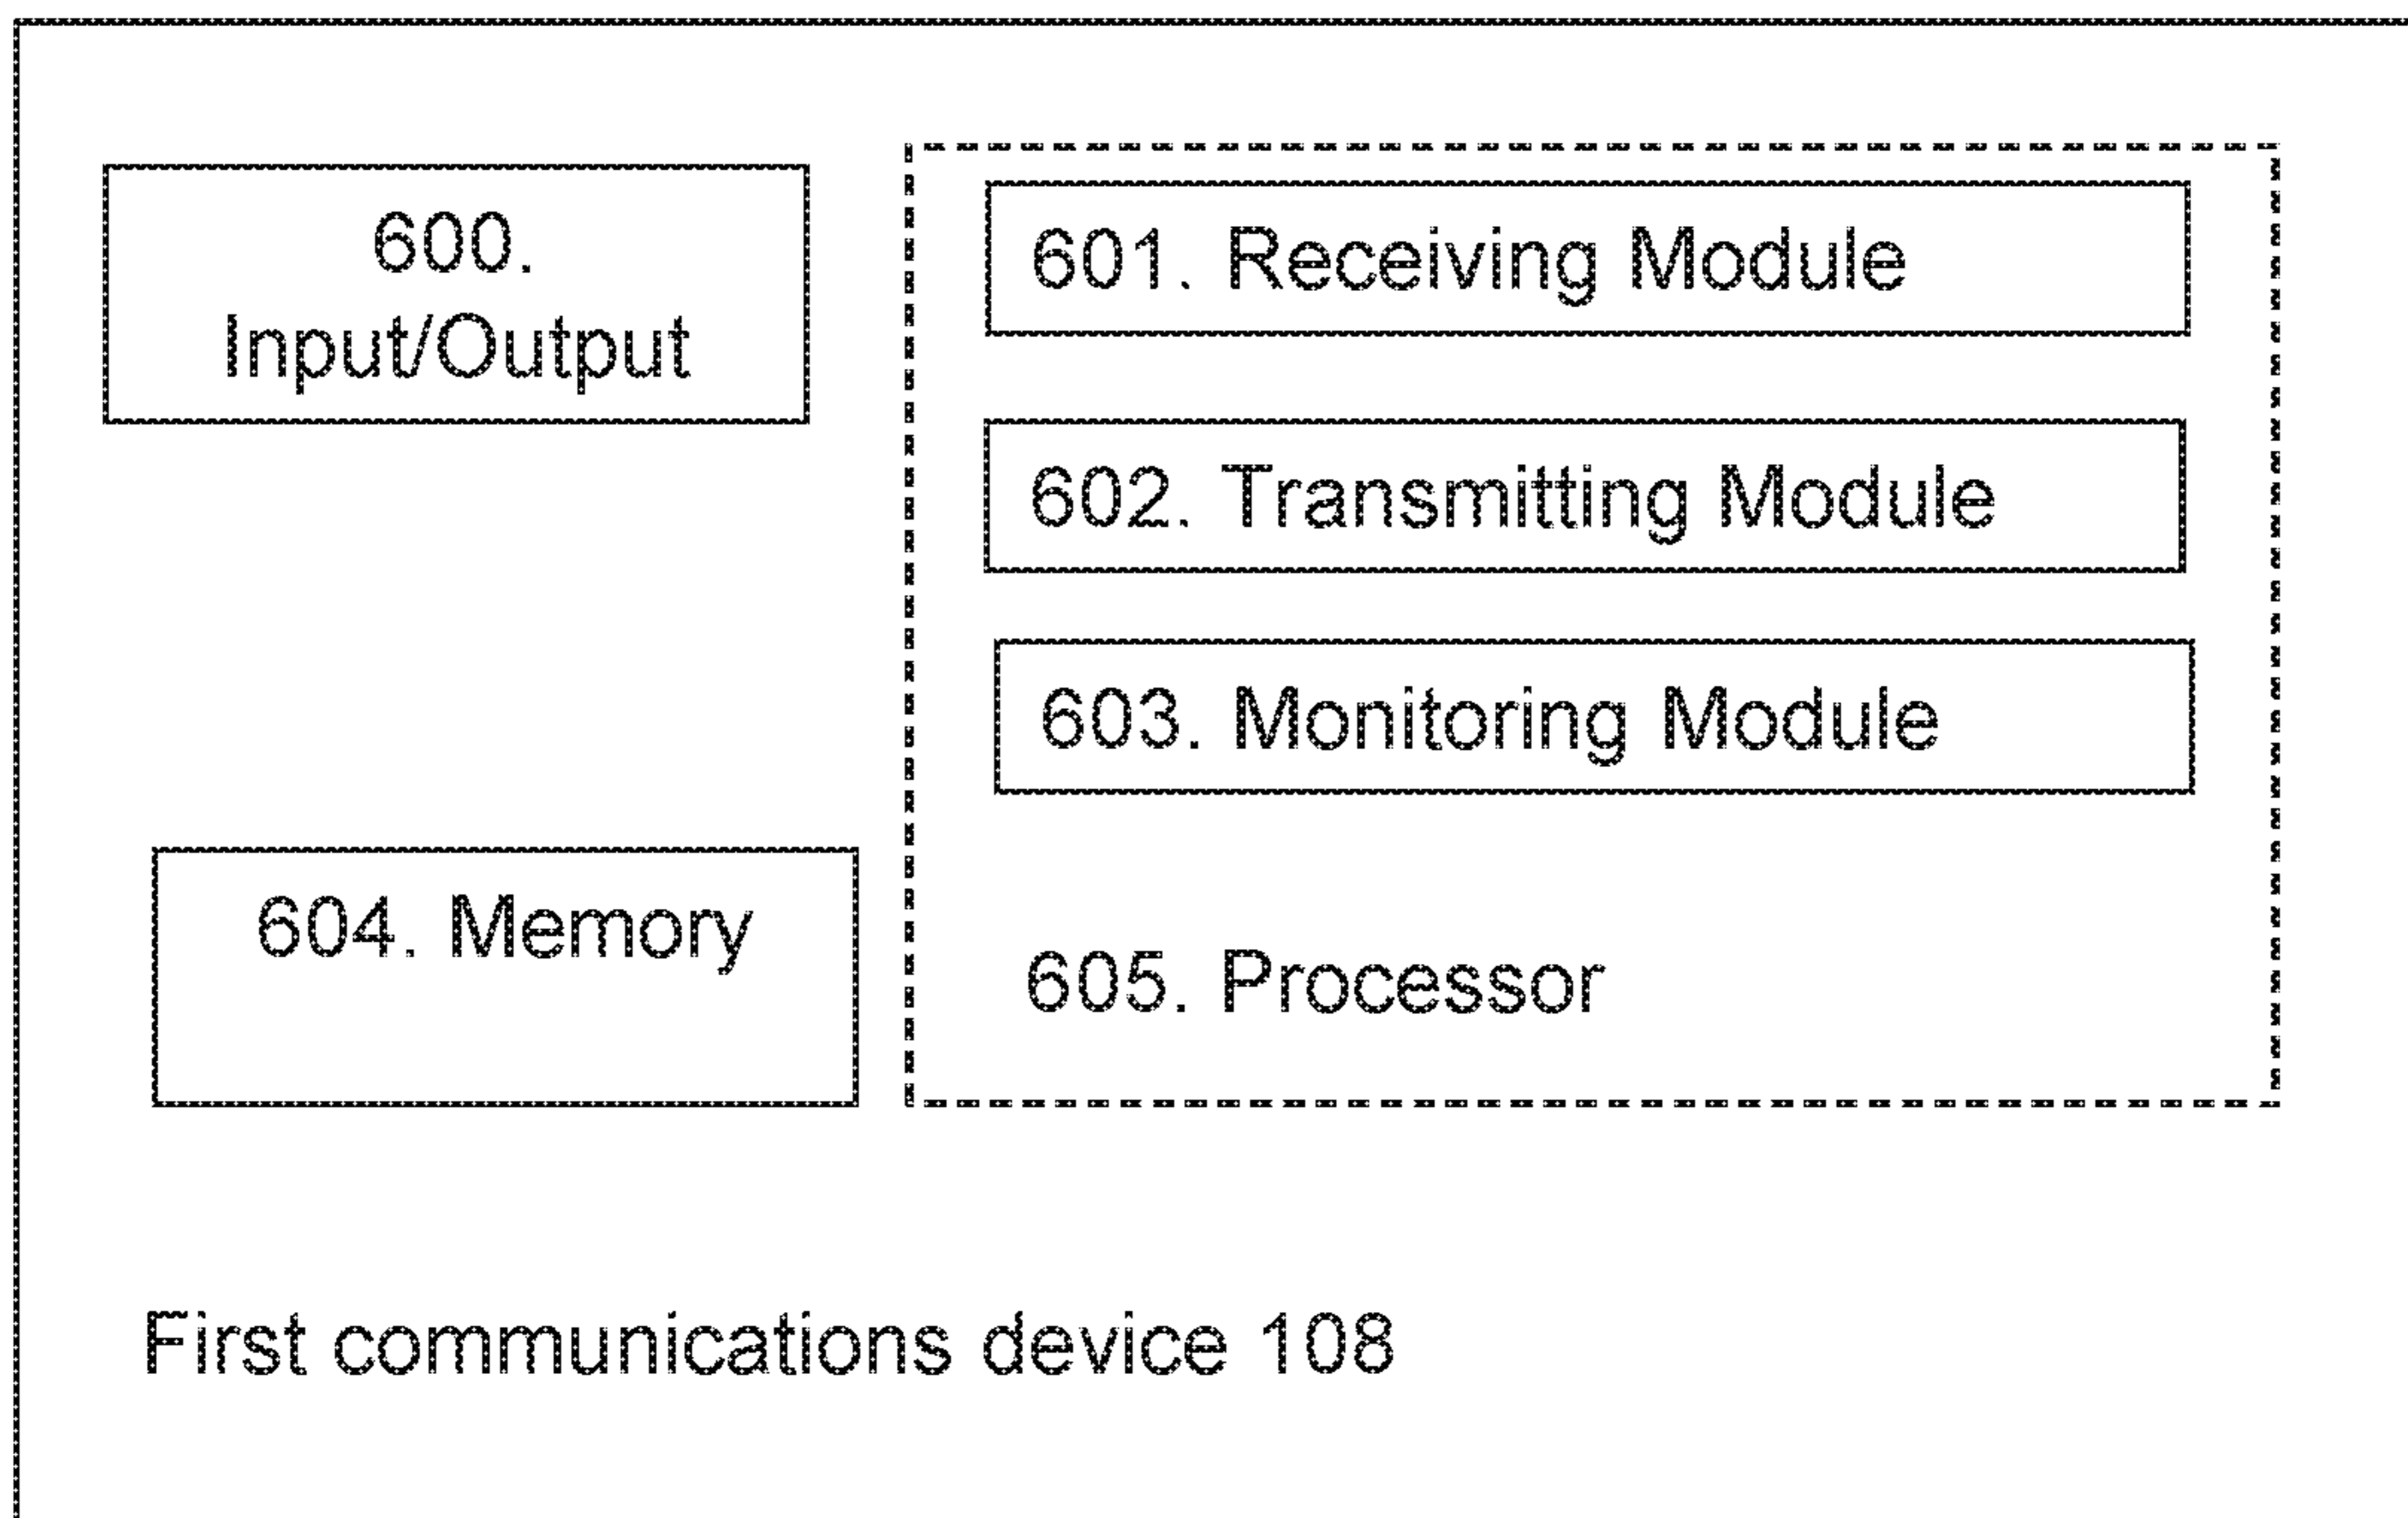 600.
Input/Output
601. Receiving Module
602. Transmitting Module
603. Monitoring Module
604. Memory
605. Processor
First communications device 108